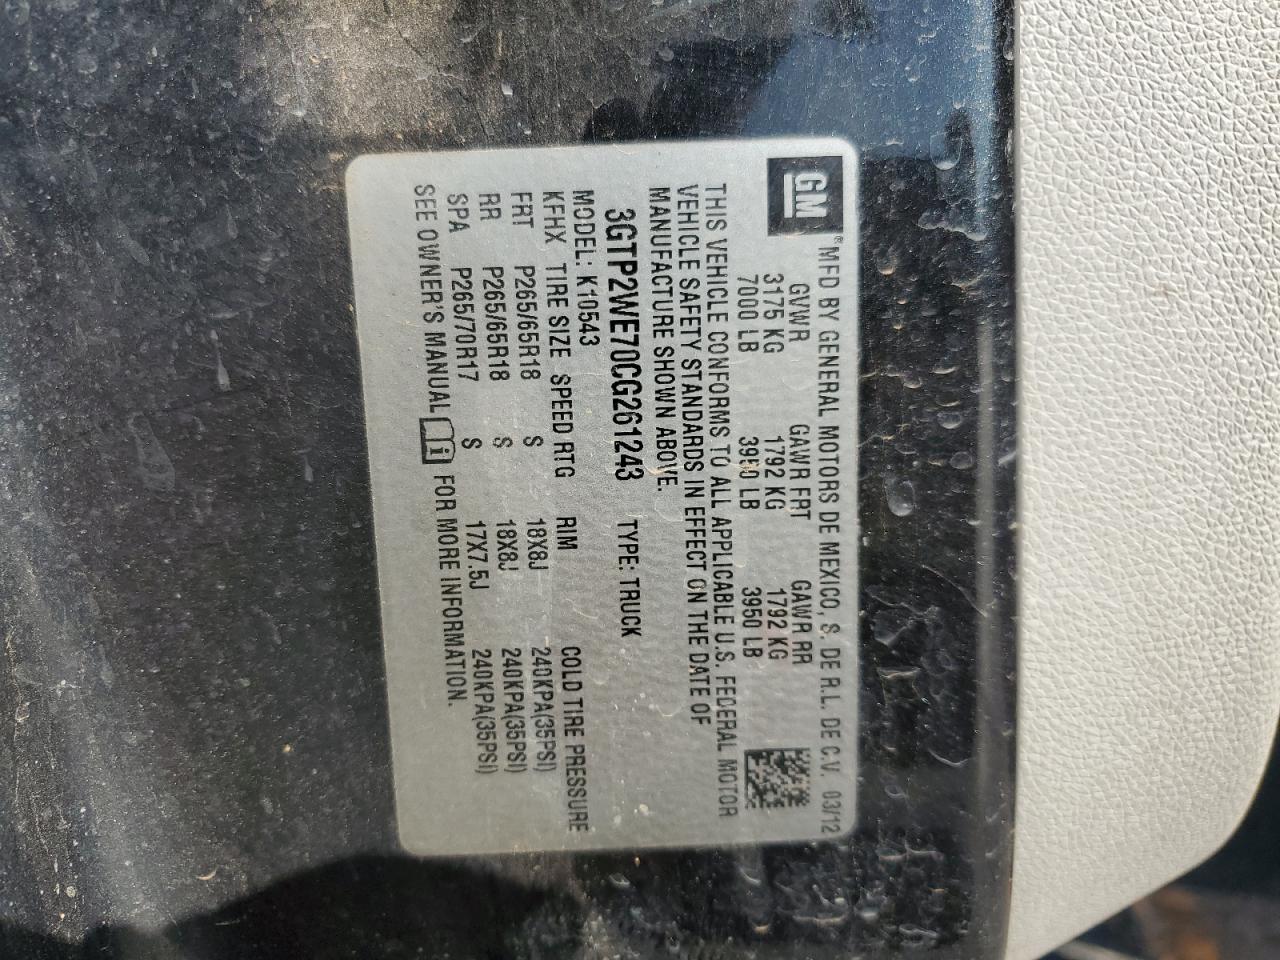 GM ® MFD BY GENERAL MOTORS DE MEXICO, S. DE R.L. DE C.V. 03/12
GVWR GAWR FRT GAWR RR
3175 KG 1792 KG 1792 KG
7000 LB 3950 LB 3950 LB
THIS VEHICLE CONFORMS TO ALL APPLICABLE U.S. FEDERAL MOTOR
VEHICLE SAFETY STANDARDS IN EFFECT ON THE DATE OF
MANUFACTURE SHOWN ABOVE.
3GTP2WE70CG261243 TYPE: TRUCK
MODEL: K10543
KFHX TIRE SIZE SPEED RTG RIM COLD TIRE PRESSURE
FRT P265/65R18 S 18X8J 240KPA(35PSI)
RR P265/65R18 S 18X8J 240KPA(35PSI)
SPA P265/70R17 S 17X7.5J 240KPA(35PSI)
SEE OWNER'S MANUAL i FOR MORE INFORMATION.